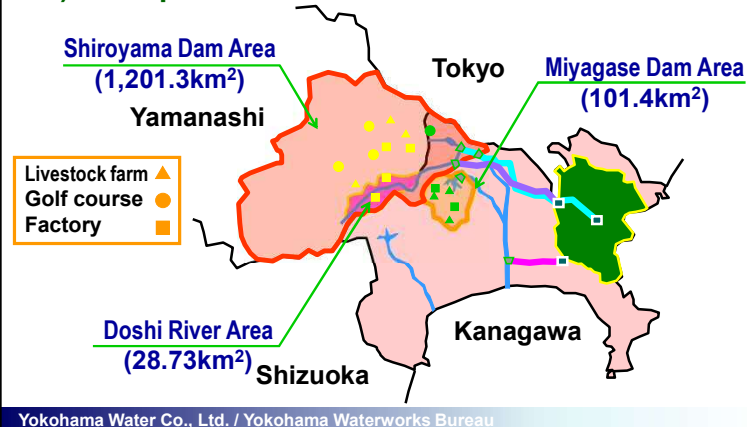 Shiroyama Dam Area
(1,201.3km²)
Tokyo
Miyagase Dam Area
(101.4km²)
Yamanashi
Livestock farm
Golf course
Factory
Doshi River Area
(28.73km²)
Kanagawa
Shizuoka
Yokohama Water Co., Ltd. / Yokohama Waterworks Bureau